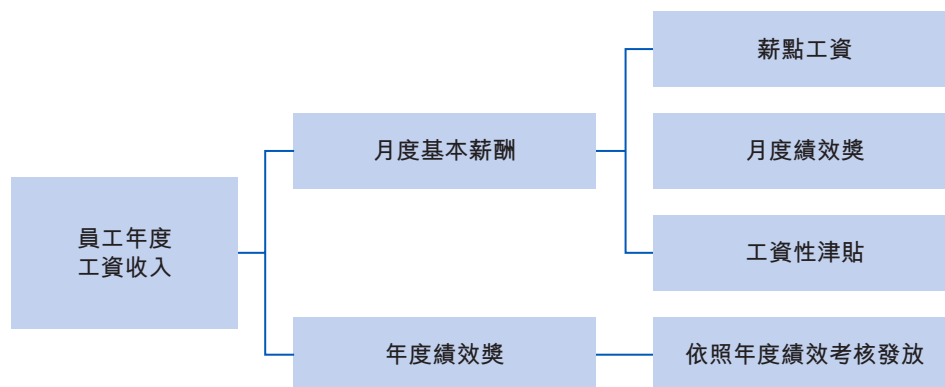 薪點工資
月度基本薪酬
月度績效獎
員工年度
工資收入
工資性津貼
年度績效獎
依照年度績效考核發放